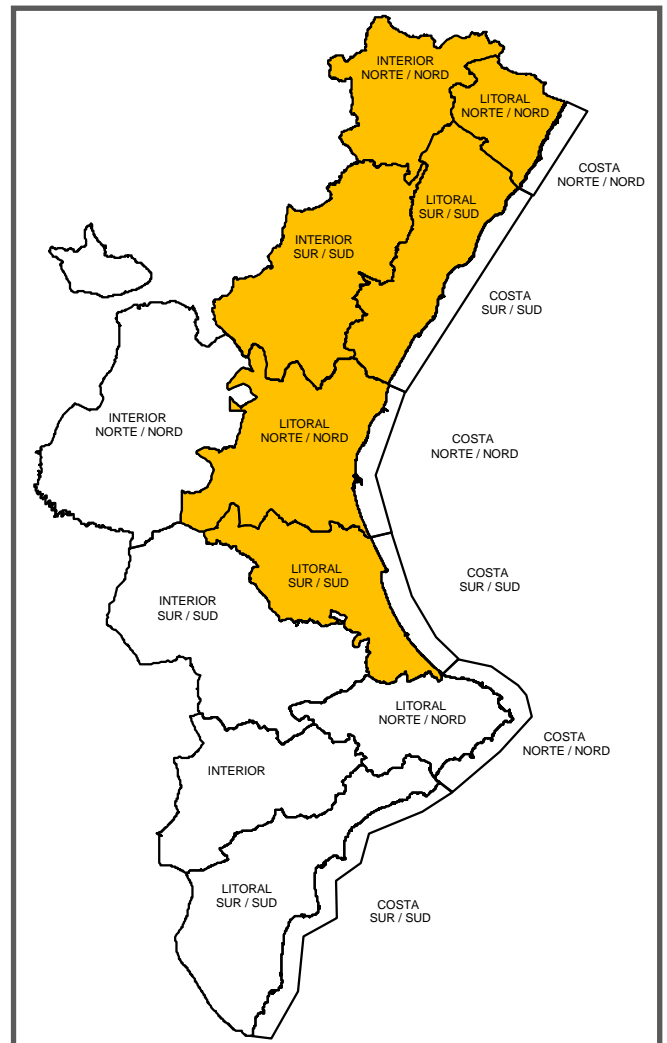 INTERIOR
NORTE / NORD
LITORAL
NORTE / NORD
COSTA
NORTE / NORD
LITORAL
SUR / SUD
INTERIOR
SUR / SUD
COSTA
SUR / SUD
INTERIOR
NORTE / NORD
LITORAL
NORTE / NORD
COSTA
NORTE / NORD
LITORAL
SUR / SUD
COSTA
SUR / SUD
INTERIOR
SUR / SUD
LITORAL
NORTE / NORD
COSTA
NORTE / NORD
INTERIOR
LITORAL
SUR / SUD
COSTA
SUR / SUD